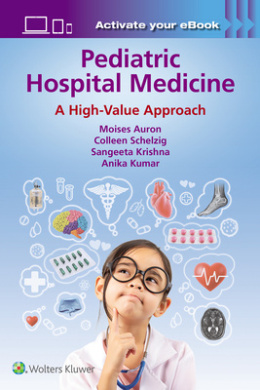 Activate your eBook
Pediatric
Hospital Medicine
A High-Value Approach
Moises Auron
Colleen Schelzig
Sangeeta Krishna
Anika Kumar
Wolters Kluwer